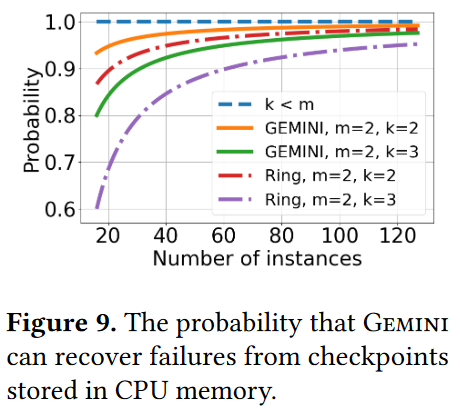 1.0
0.9
0.8
0.7
0.6
Probability
k < m
GEMINI, m=2, k=2
GEMINI, m=2, k=3
Ring, m=2, k=2
Ring, m=2, k=3
20 40 60 80 100 120
Number of instances
Figure 9. The probability that GEMINI
can recover failures from checkpoints
stored in CPU memory.